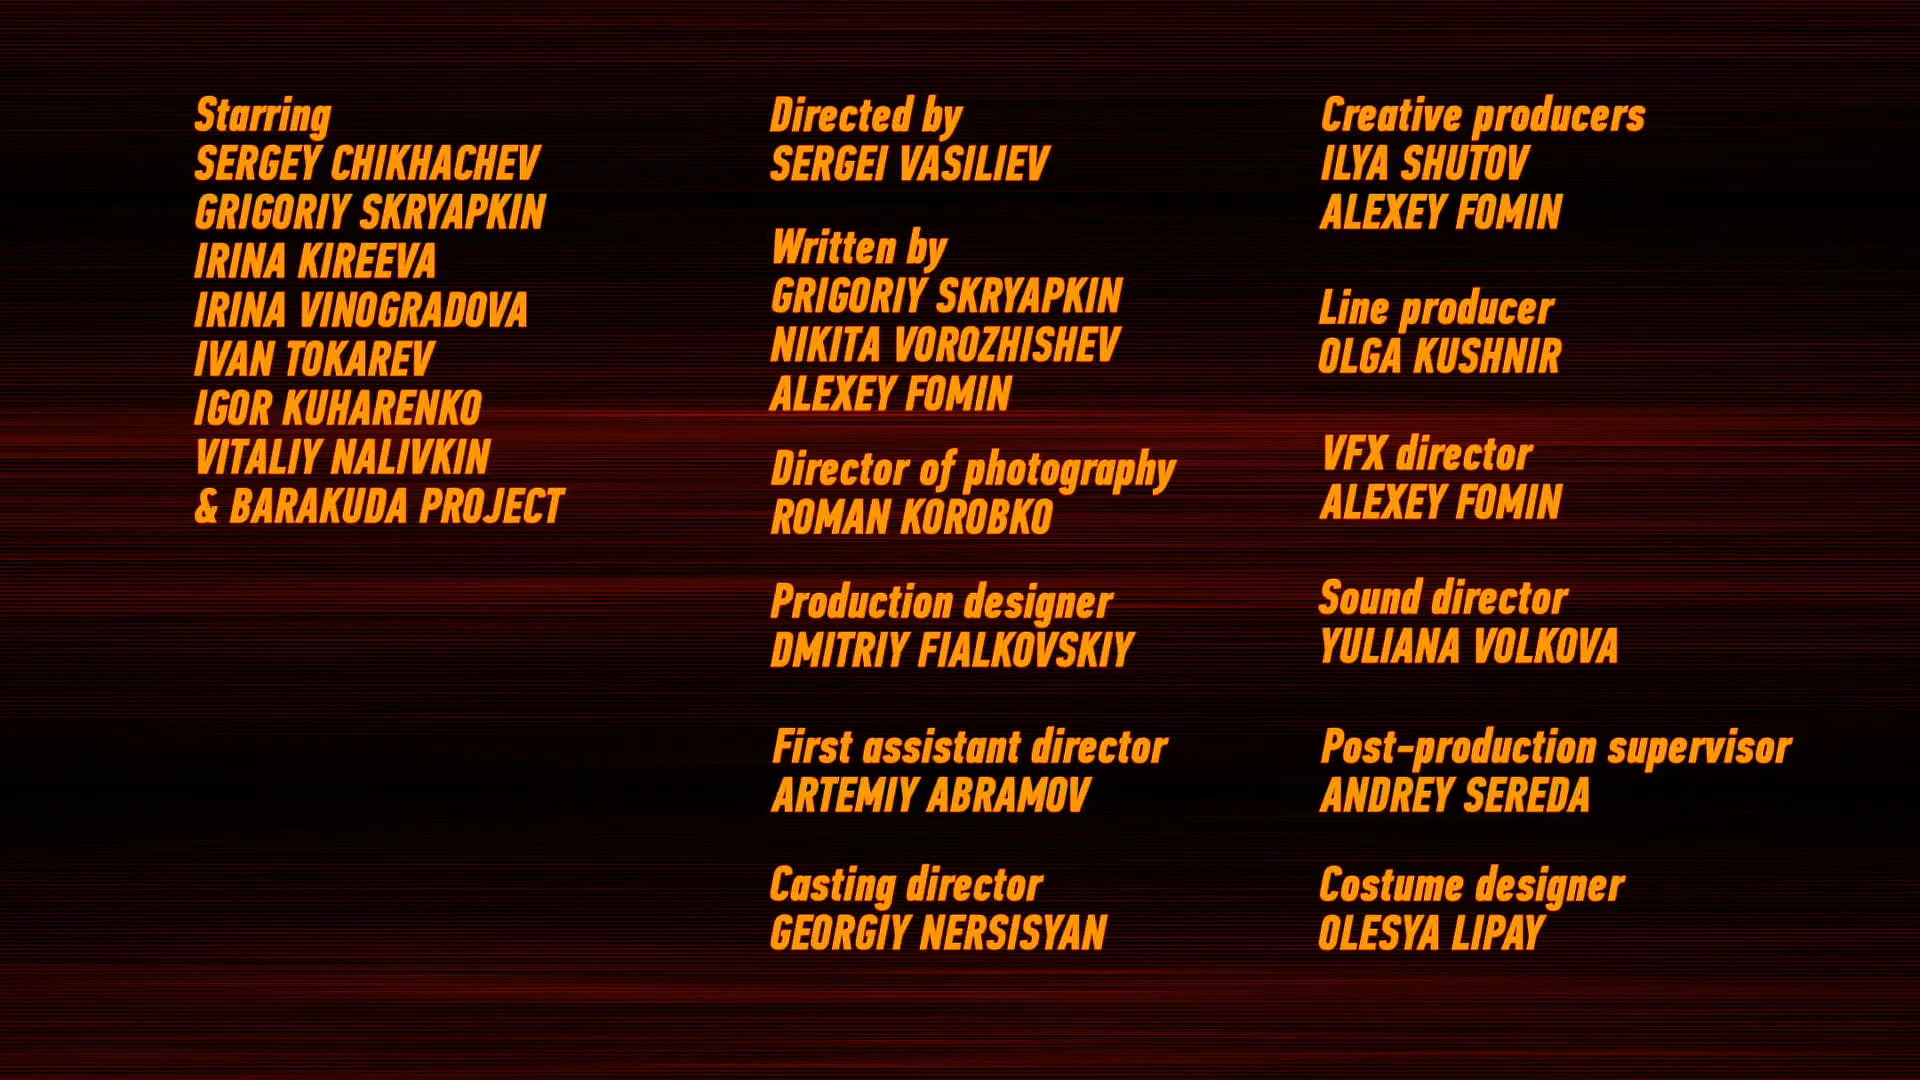 Starring
SERGEY CHIKHACHEV
GRIGORIY SKRYAPKIN
IRINA KIREEVA
IRINA VINOGRADOVA
IVAN TOKAREV
IGOR KUHARENKO
VITALIY NALIVKIN
& BARAKUDA PROJECT
Directed by
SERGEI VASILIEV
Written by
GRIGORIY SKRYAPKIN
NIKITA VOROZHISHEV
ALEXEY FOMIN
Director of photography
ROMAN KOROBKO
Production designer
DMITRIY FIALKOVSKIY
First assistant director
ARTEMIY ABRAMOV
Casting director
GEORGIY NERSISYAN
Creative producers
ILYA SHUTOV
ALEXEY FOMIN
Line producer
OLGA KUSHNIR
VFX director
ALEXEY FOMIN
Sound director
YULIANA VOLKOVA
Post-production supervisor
ANDREY SEREDA
Costume designer
OLESYA LIPAY